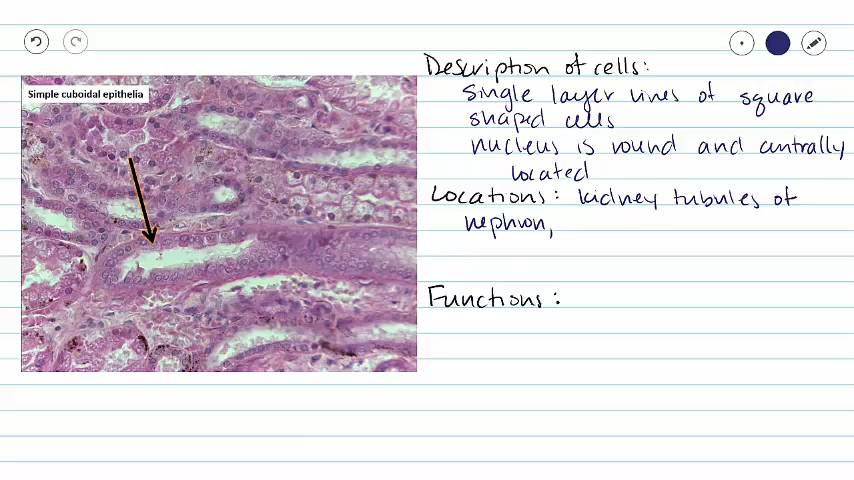 Simple cuboidal epithelia
Description of cells:
single layer lines of square
shaped cells
nucleus is round and centrally
located
Locations: kidney tubules of
nephron,
Functions: